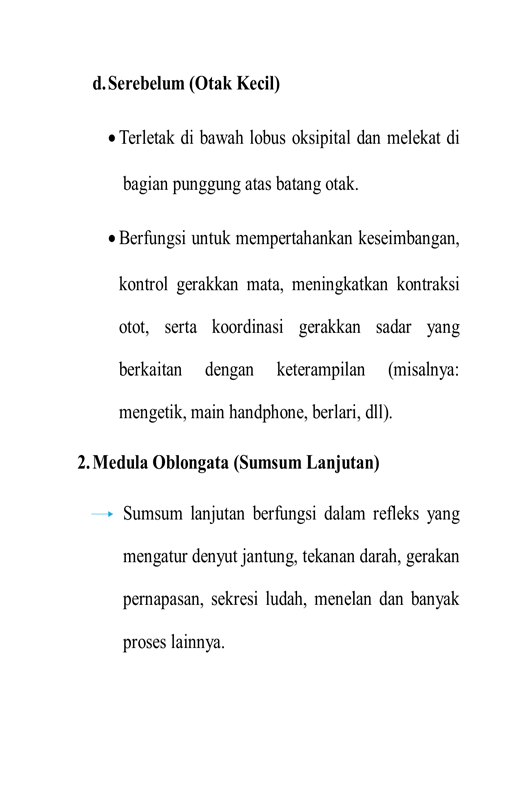 d. Serebelum (Otak Kecil)
• Terletak di bawah lobus oksipital dan melekat di
bagian punggung atas batang otak.
• Berfungsi untuk mempertahankan keseimbangan,
kontrol gerakkan mata, meningkatkan kontraksi
otot, serta koordinasi gerakkan sadar yang
berkaitan dengan keterampilan (misalnya:
mengetik, main handphone, berlari, dll).
2. Medula Oblongata (Sumsum Lanjutan)
→ Sumsum lanjutan berfungsi dalam refleks yang
mengatur denyut jantung, tekanan darah, gerakan
pernapasan, sekresi ludah, menelan dan banyak
proses lainnya.